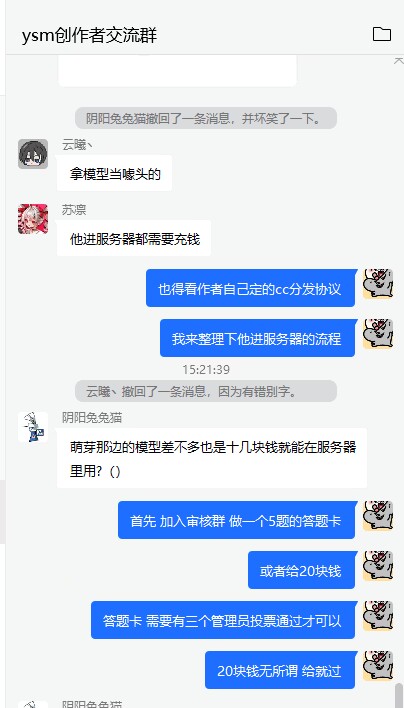 ysm创作者交流群
阴阳兔兔猫撤回了一条消息，并坏笑了一下。
云曦丶
拿模型当噱头的
苏凛
他进服务器都需要充钱
也得看作者自己定的cc分发协议
我来整理下他进服务器的流程
15:21:39
云曦丶撤回了一条消息，因为有错别字。
阴阳兔兔猫
萌芽那边的模型差不多也是十几块钱就能在服务器
里用?（）
首先 加入审核群 做一个5题的答题卡
或者给20块钱
答题卡 需要有三个管理员投票通过才可以
20块钱无所谓 给就过
阴阳兔兔猫